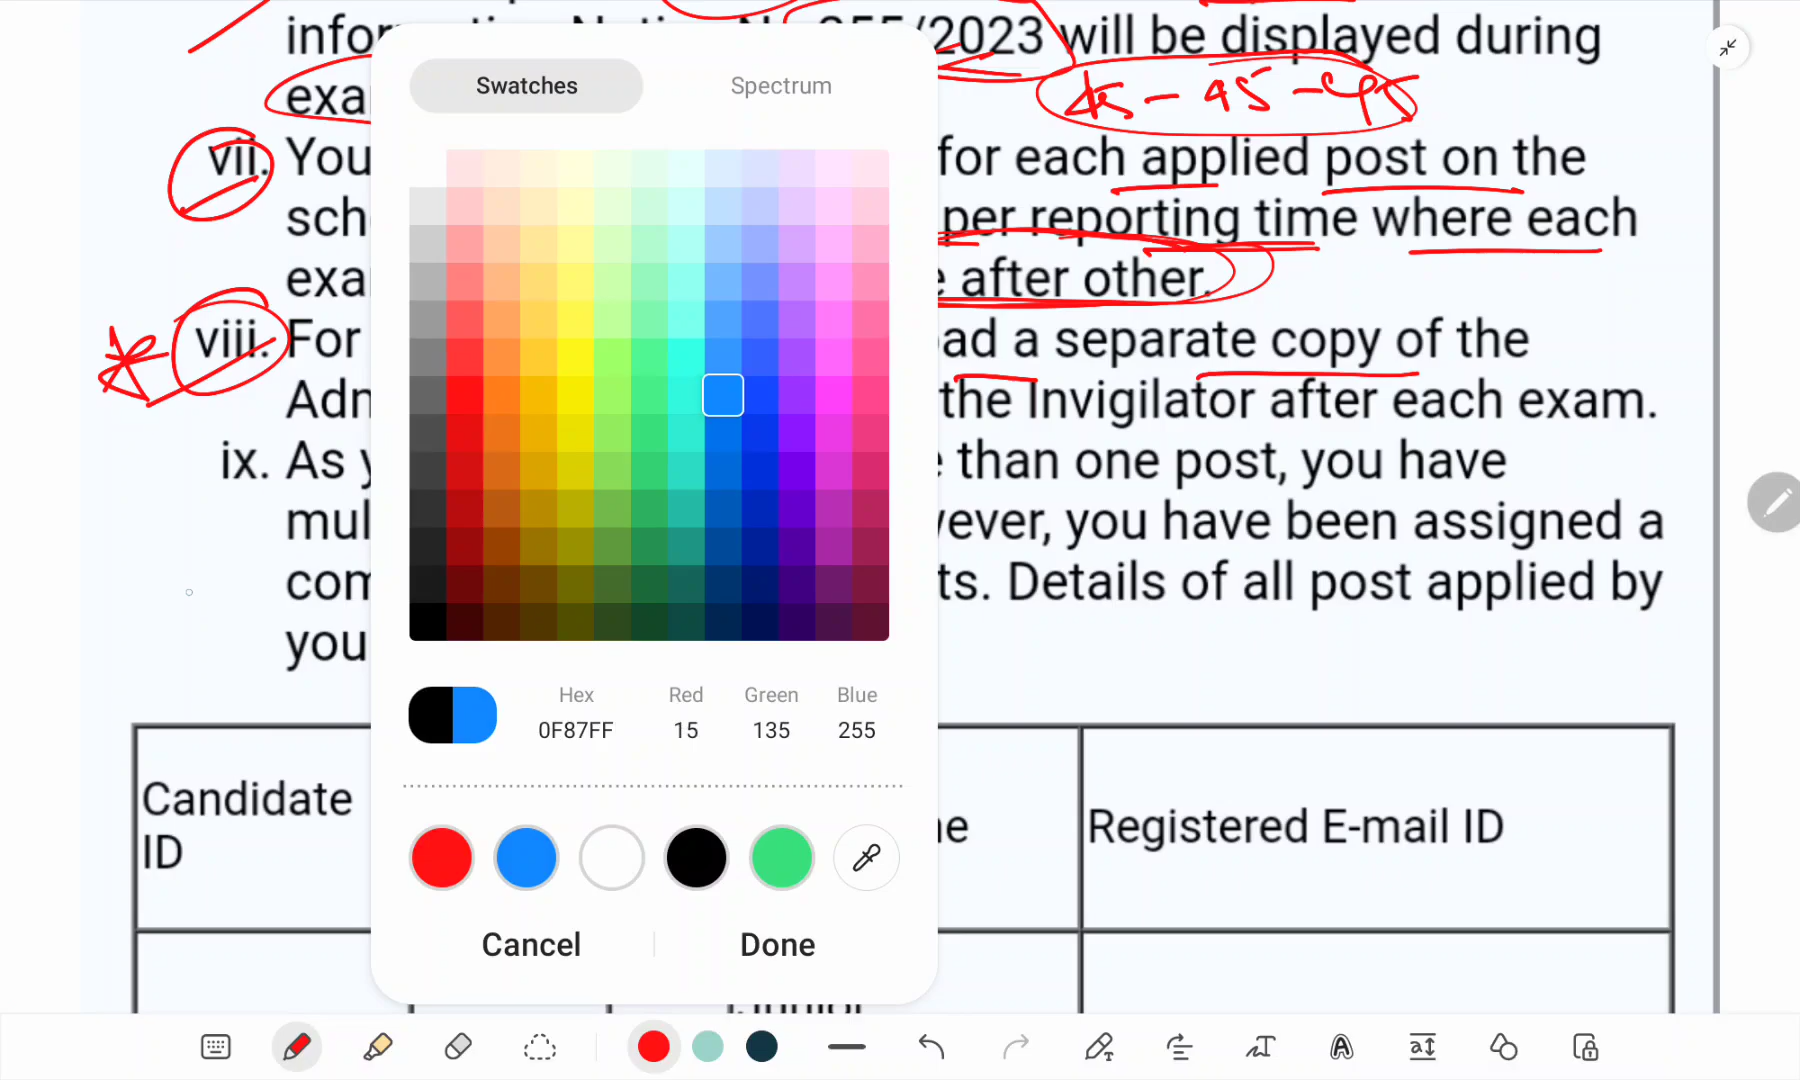 /2023 will be displayed during
exa
45 - 45 - 45
vii. You for each applied post on the
sch per reporting time where each
exa after other.
viii. For ad a separate copy of the
Adn the Invigilator after each exam.
ix. As y than one post, you have
mul ever, you have been assigned a
com ts. Details of all post applied by
you
Candidate
ID
e
Registered E-mail ID
Swatches Spectrum
Hex Red Green Blue
0F87FF 15 135 255
Cancel Done